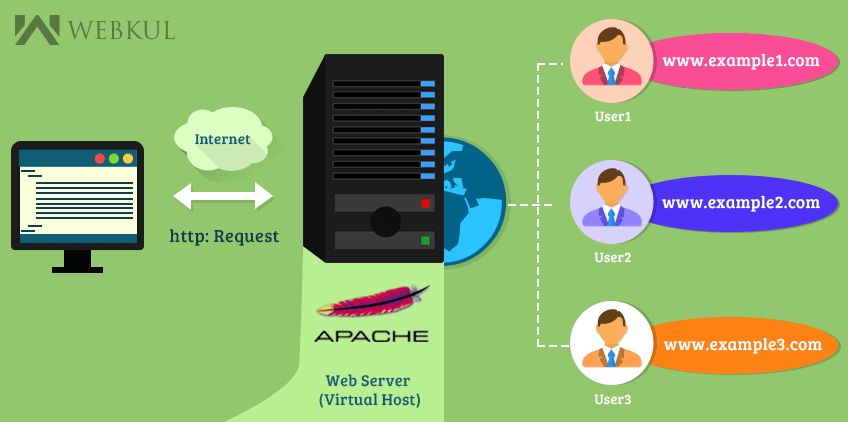 WEBKUL
Internet
http: Request
APACHE
Web Server
(Virtual Host)
www.example1.com
User1
www.example2.com
User2
www.example3.com
User3